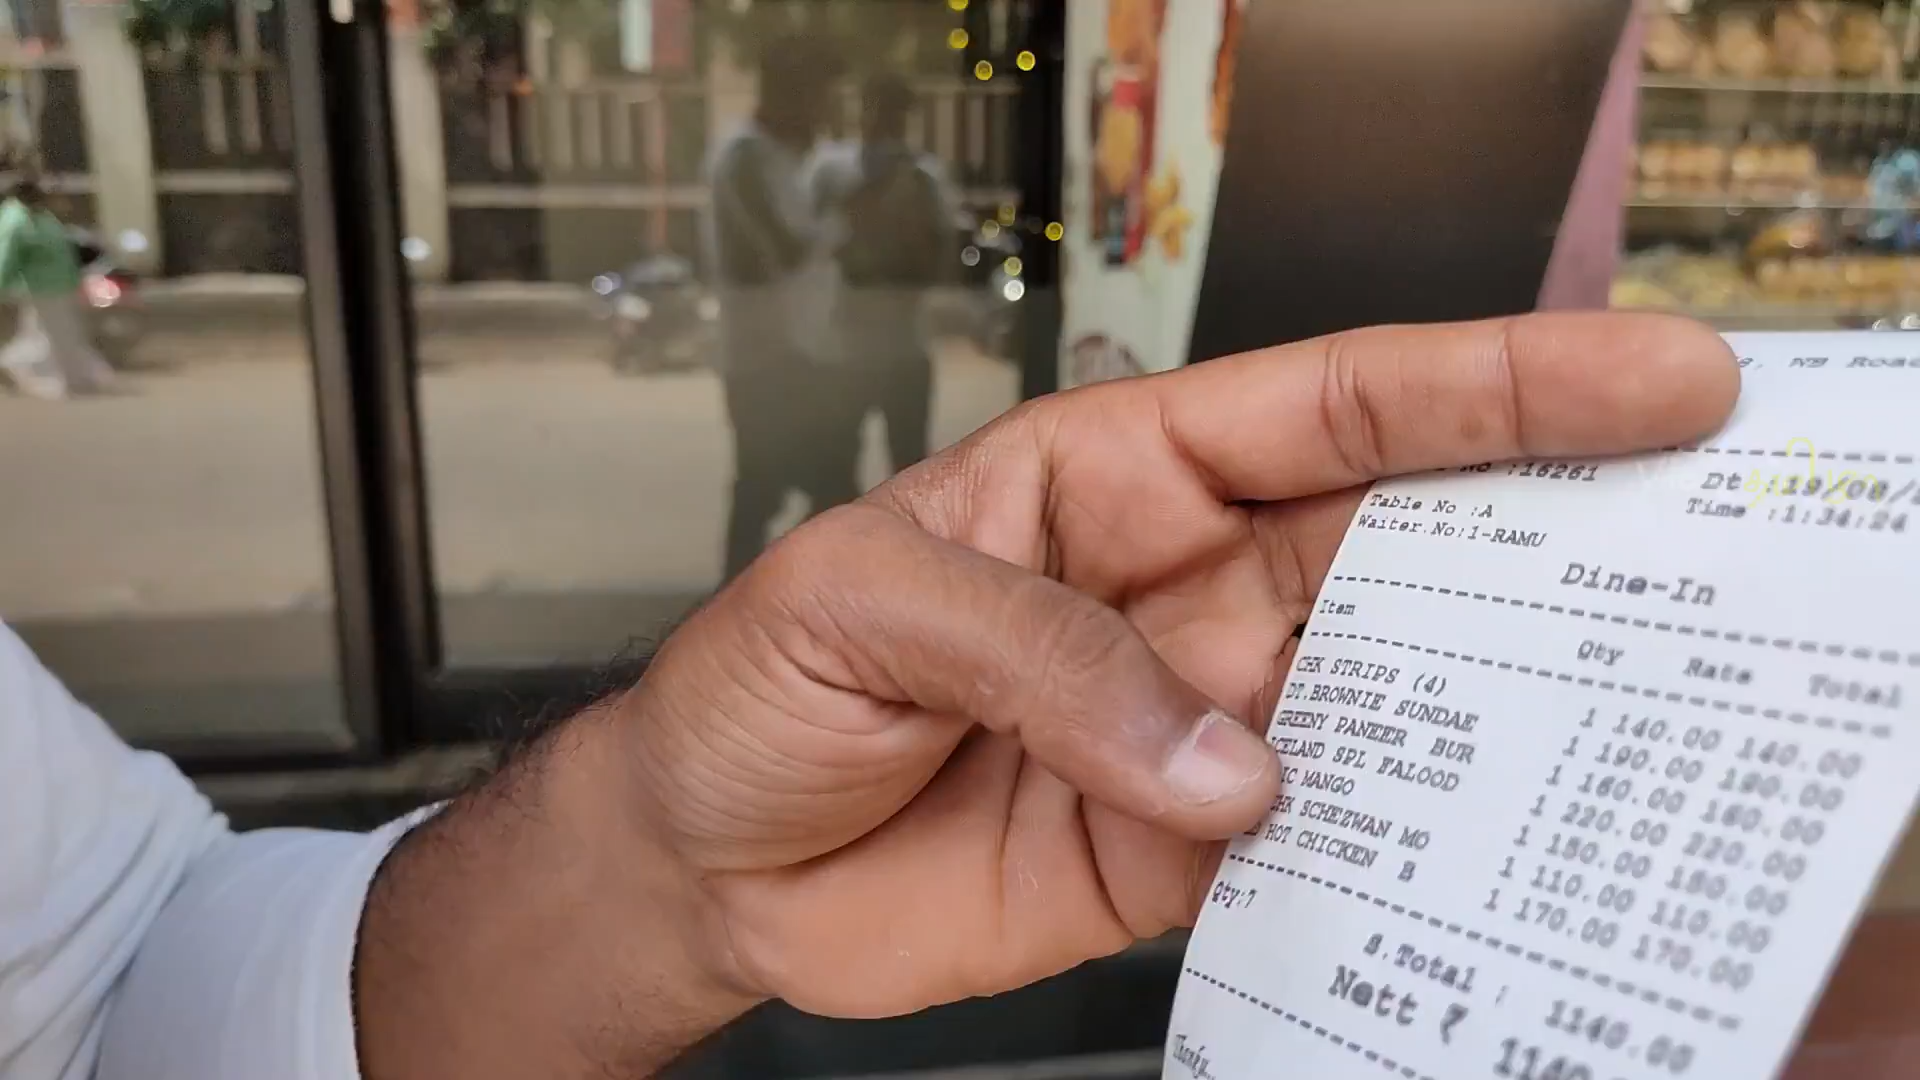 NB Road
No :16261 Dt :19/08/
Table No :A Time :1:34:24
Waiter.No:1-RAMU
Dine-In
Item Qty Rate Total
CHK STRIPS (4) 1 140.00 140.00
DT.BROWNIE SUNDAE 1 190.00 190.00
GREENY PANEER BUR 1 160.00 160.00
ICELAND SPL FALOOD 1 220.00 220.00
IC MANGO 1 150.00 150.00
CHK SCHEZWAN MO 1 110.00 110.00
HOT CHICKEN B 1 170.00 170.00
Qty:7
S.Total : 1140.00
Nett ₹ 1140